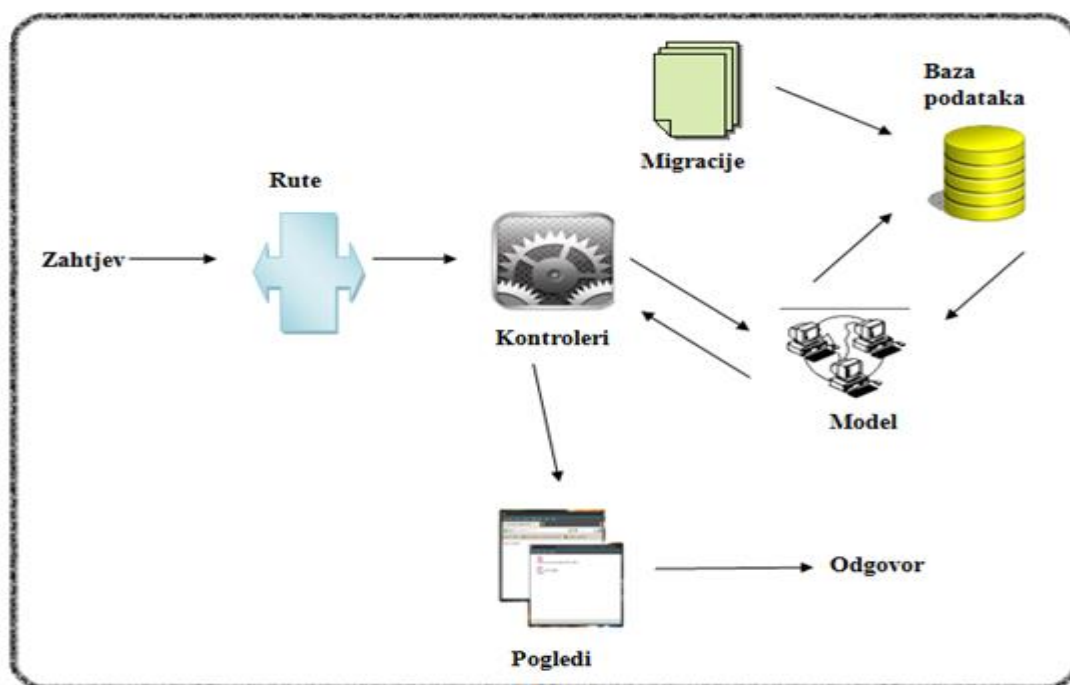 Baza
podataka
Migracije
Rute
Zahtjev
Kontroleri
Model
Odgovor
Pogledi